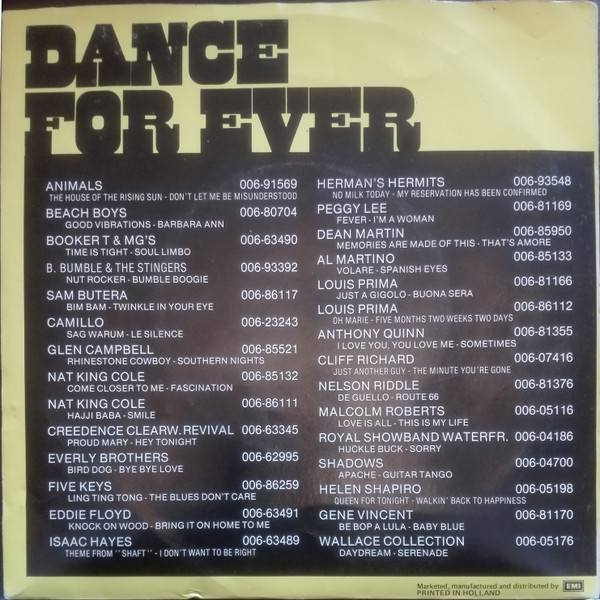 DANCE
FOR EVER
ANIMALS 006-91569
THE HOUSE OF THE RISING SUN - DON'T LET ME BE MISUNDERSTOOD
BEACH BOYS 006-80704
GOOD VIBRATIONS - BARBARA ANN
BOOKER T & MG'S 006-63490
TIME IS TIGHT - SOUL LIMBO
B. BUMBLE & THE STINGERS 006-93392
NUT ROCKER - BUMBLE BOOGIE
SAM BUTERA 006-86117
BIM BAM - TWINKLE IN YOUR EYE
CAMILLO 006-23243
SAG WARUM - LE SILENCE
GLEN CAMPBELL 006-85521
RHINESTONE COWBOY - SOUTHERN NIGHTS
NAT KING COLE 006-85132
COME CLOSER TO ME - FASCINATION
NAT KING COLE 006-86111
HAJJI BABA - SMILE
CREEDENCE CLEARW. REVIVAL 006-63345
PROUD MARY - HEY TONIGHT
EVERLY BROTHERS 006-62995
BIRD DOG - BYE BYE LOVE
FIVE KEYS 006-86259
LING TING TONG - THE BLUES DON'T CARE
EDDIE FLOYD 006-63491
KNOCK ON WOOD - BRING IT ON HOME TO ME
ISAAC HAYES 006-63489
THEME FROM "SHAFT" - I DON'T WANT TO BE RIGHT
HERMAN'S HERMITS 006-93548
NO MILK TODAY - MY RESERVATION HAS BEEN CONFIRMED
PEGGY LEE 006-81169
FEVER - I'M A WOMAN
DEAN MARTIN 006-85950
MEMORIES ARE MADE OF THIS - THAT'S AMORE
AL MARTINO 006-85133
VOLARE - SPANISH EYES
LOUIS PRIMA 006-81166
JUST A GIGOLO - BUONA SERA
LOUIS PRIMA 006-86112
OH MARIE - FIVE MONTHS TWO WEEKS TWO DAYS
ANTHONY QUINN 006-81355
I LOVE YOU, YOU LOVE ME - SOMETIMES
CLIFF RICHARD 006-07416
JUST ANOTHER GUY - THE MINUTE YOU'RE GONE
NELSON RIDDLE 006-81376
DE GUELLO - ROUTE 66
MALCOLM ROBERTS 006-05116
LOVE IS ALL - THIS IS MY LIFE
ROYAL SHOWBAND WATERFR. 006-04186
HUCKLE BUCK - SORRY
SHADOWS 006-04700
APACHE - GUITAR TANGO
HELEN SHAPIRO 006-05198
QUEEN FOR TONIGHT - WALKIN' BACK TO HAPPINESS
GENE VINCENT 006-81170
BE BOP A LULA - BABY BLUE
WALLACE COLLECTION 006-05176
DAYDREAM - SERENADE
Marketed, manufactured and distributed by EMI
PRINTED IN HOLLAND